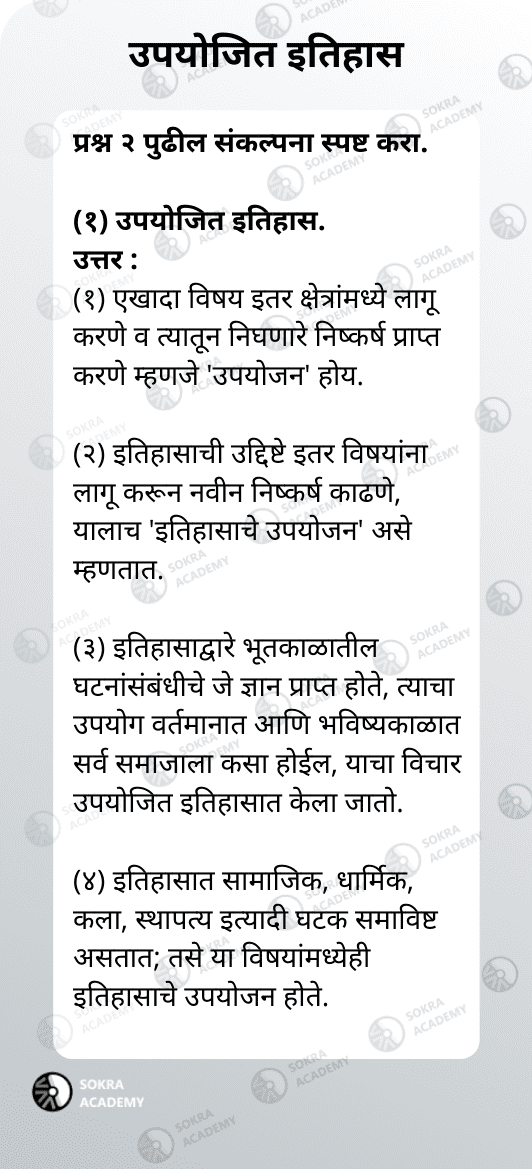 उपयोजित इतिहास
प्रश्न २ पुढील संकल्पना स्पष्ट करा.
(१) उपयोजित इतिहास.
उत्तर :
(१) एखादा विषय इतर क्षेत्रांमध्ये लागू
करणे व त्यातून निघणारे निष्कर्ष प्राप्त
करणे म्हणजे 'उपयोजन' होय.
(२) इतिहासाची उद्दिष्टे इतर विषयांना
लागू करून नवीन निष्कर्ष काढणे,
यालाच 'इतिहासाचे उपयोजन' असे
म्हणतात.
(३) इतिहासाद्वारे भूतकाळातील
घटनांसंबंधीचे जे ज्ञान प्राप्त होते, त्याचा
उपयोग वर्तमानात आणि भविष्यकाळात
सर्व समाजाला कसा होईल, याचा विचार
उपयोजित इतिहासात केला जातो.
(४) इतिहासात सामाजिक, धार्मिक,
कला, स्थापत्य इत्यादी घटक समाविष्ट
असतात; तसे या विषयांमध्येही
इतिहासाचे उपयोजन होते.
SOKRA
ACADEMY